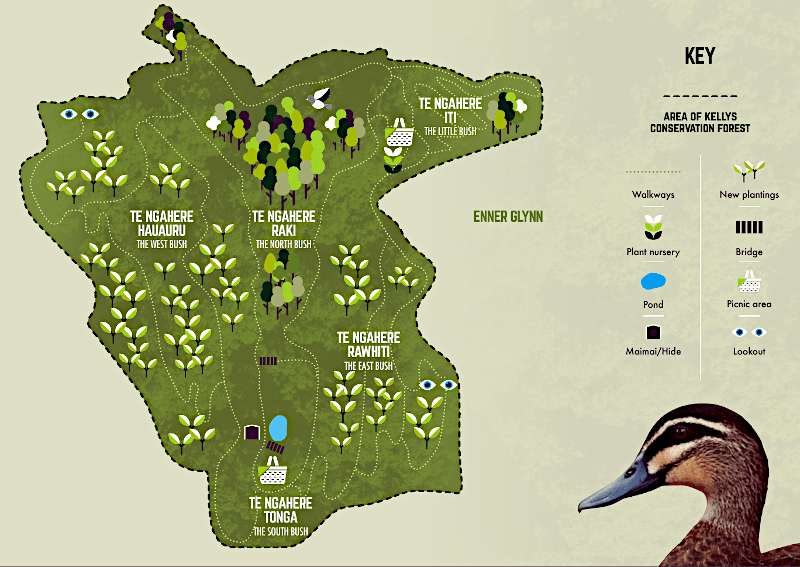 TE NGAHERE
ITI
THE LITTLE BUSH
TE NGAHERE
HAUAURU
THE WEST BUSH
TE NGAHERE
RAKI
THE NORTH BUSH
ENNER GLYNN
TE NGAHERE
RAWHITI
THE EAST BUSH
TE NGAHERE
TONGA
THE SOUTH BUSH
KEY
AREA OF KELLYS
CONSERVATION FOREST
Walkways
New plantings
Plant nursery
Bridge
Pond
Picnic area
Maimai/Hide
Lookout